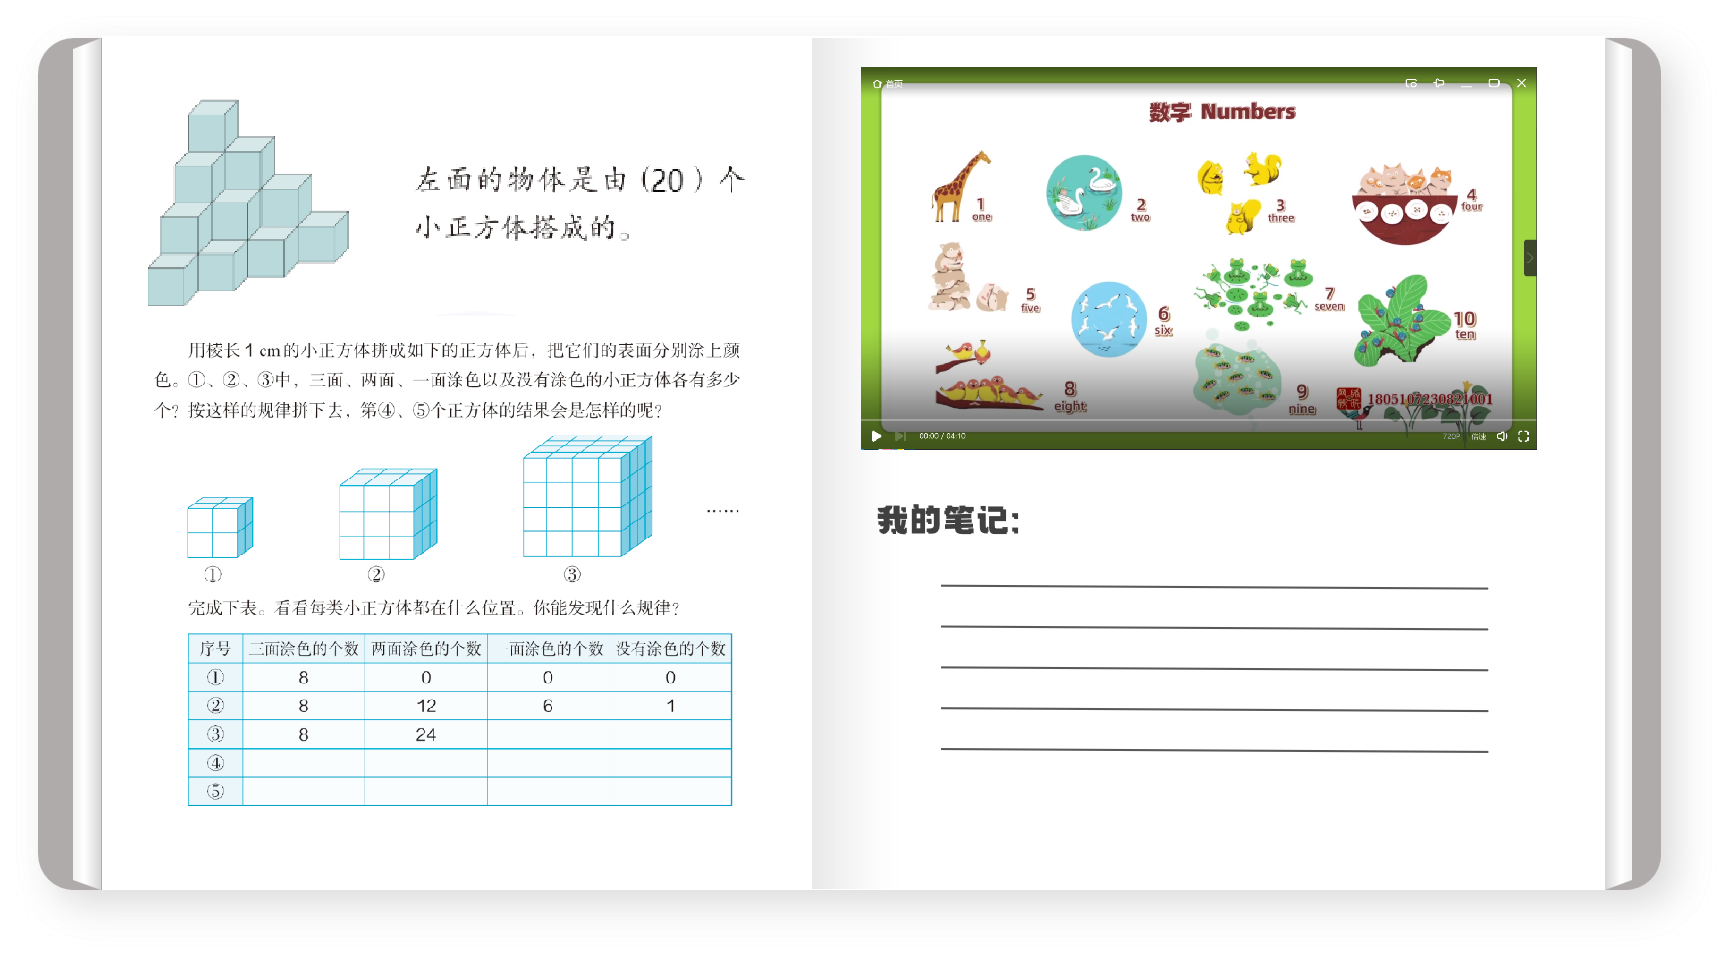 左面的物体是由（20）个
小正方体搭成的。
用棱长1 cm的小正方体拼成如下的正方体后，把它们的表面分别涂上颜
色。①、②、③中，三面、两面、一面涂色以及没有涂色的小正方体各有多少
个？按这样的规律拼下去，第④、⑤个正方体的结果会是怎样的呢？
……
① ② ③
完成下表。看看每类小正方体都在什么位置。你能发现什么规律？
序号 三面涂色的个数 两面涂色的个数 一面涂色的个数 没有涂色的个数
① 8 0 0 0
② 8 12 6 1
③ 8 24
④
⑤
首页
数字 Numbers
1 one
2 two
3 three
4 four
5 five
6 six
7 seven
10 ten
8 eight
9 nine
1805107230821001
00:00 / 04:10
720P 倍速
我的笔记：